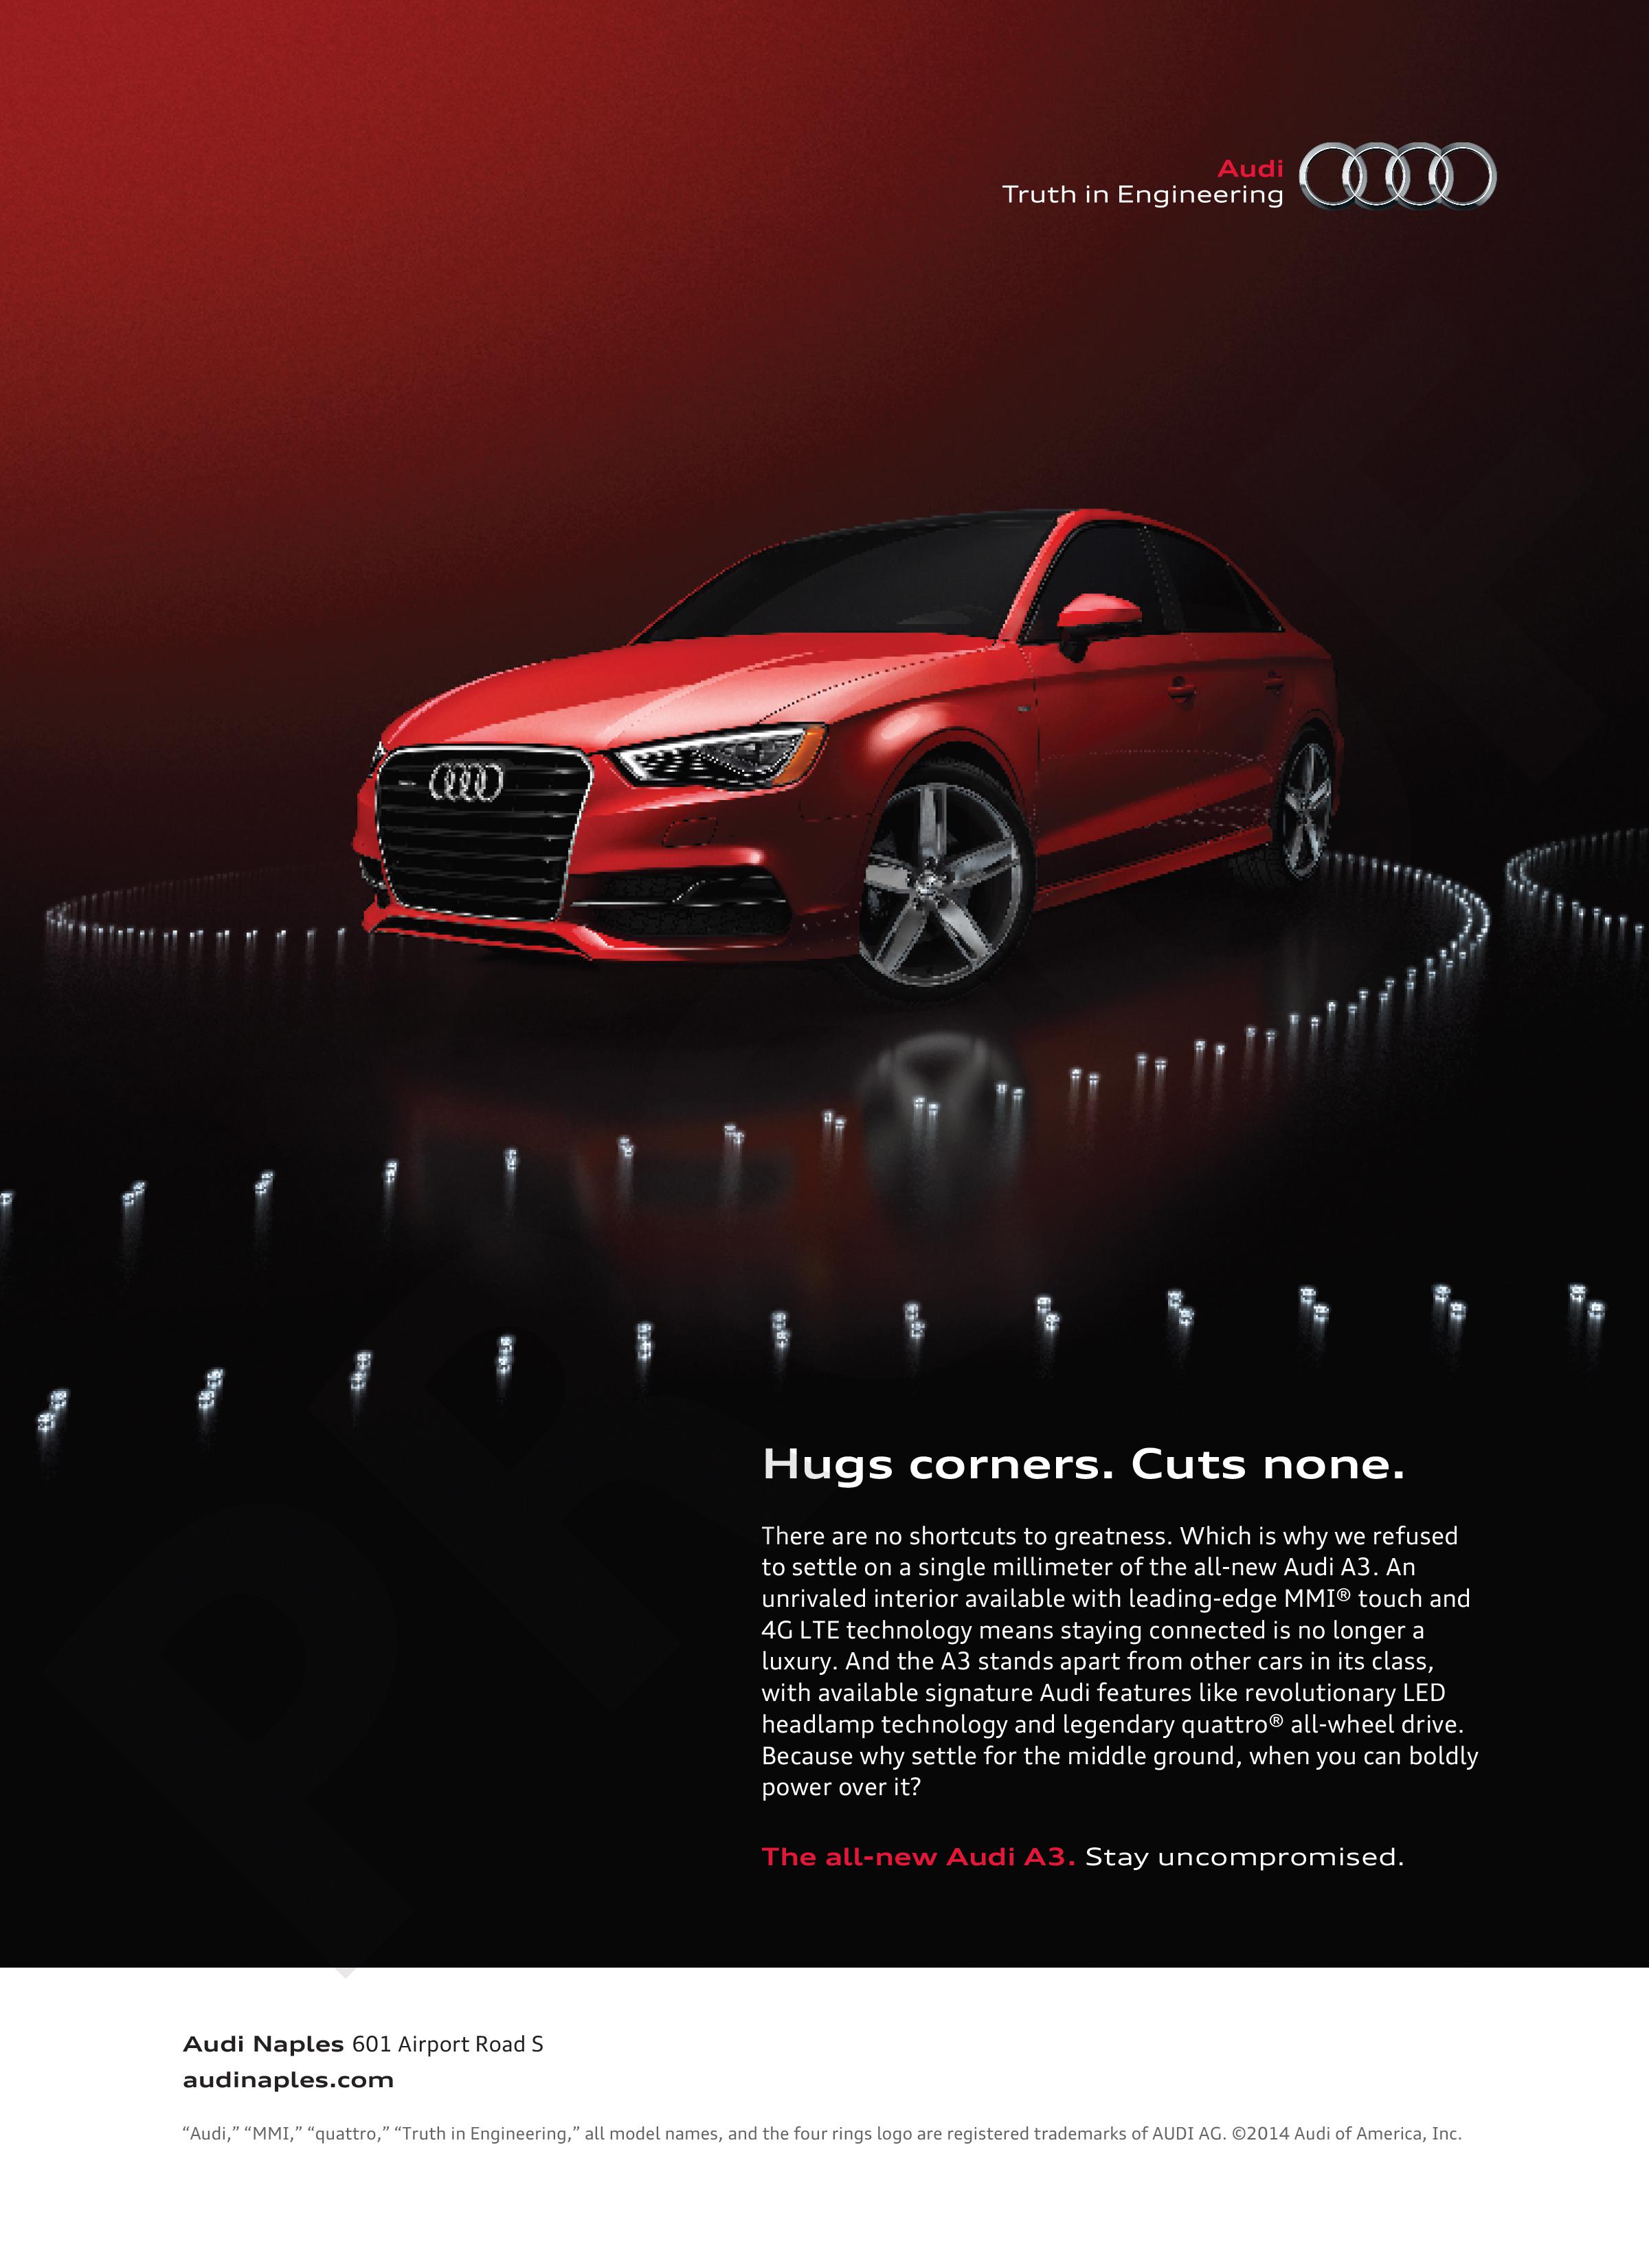 Audi
Truth in Engineering
Hugs corners. Cuts none.
There are no shortcuts to greatness. Which is why we refused
to settle on a single millimeter of the all-new Audi A3. An
unrivaled interior available with leading-edge MMI® touch and
4G LTE technology means staying connected is no longer a
luxury. And the A3 stands apart from other cars in its class,
with available signature Audi features like revolutionary LED
headlamp technology and legendary quattro® all-wheel drive.
Because why settle for the middle ground, when you can boldly
power over it?
The all-new Audi A3. Stay uncompromised.
Audi Naples 601 Airport Road S
audinaples.com
“Audi,” “MMI,” “quattro,” “Truth in Engineering,” all model names, and the four rings logo are registered trademarks of AUDI AG. ©2014 Audi of America, Inc.